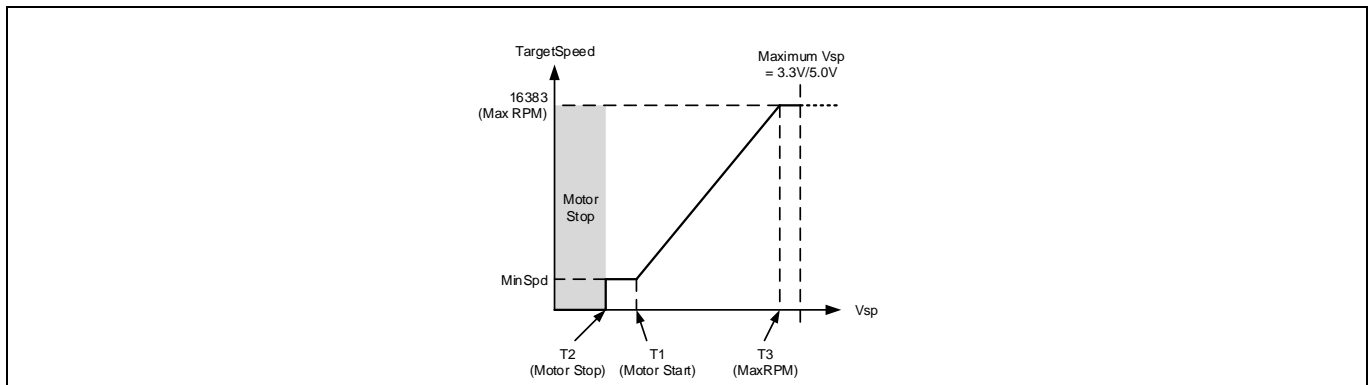 TargetSpeed
Maximum Vsp
= 3.3V/5.0V
16383
(Max RPM)
Motor
Stop
MinSpd
Vsp
T2
(Motor Stop)
T1
(Motor Start)
T3
(MaxRPM)